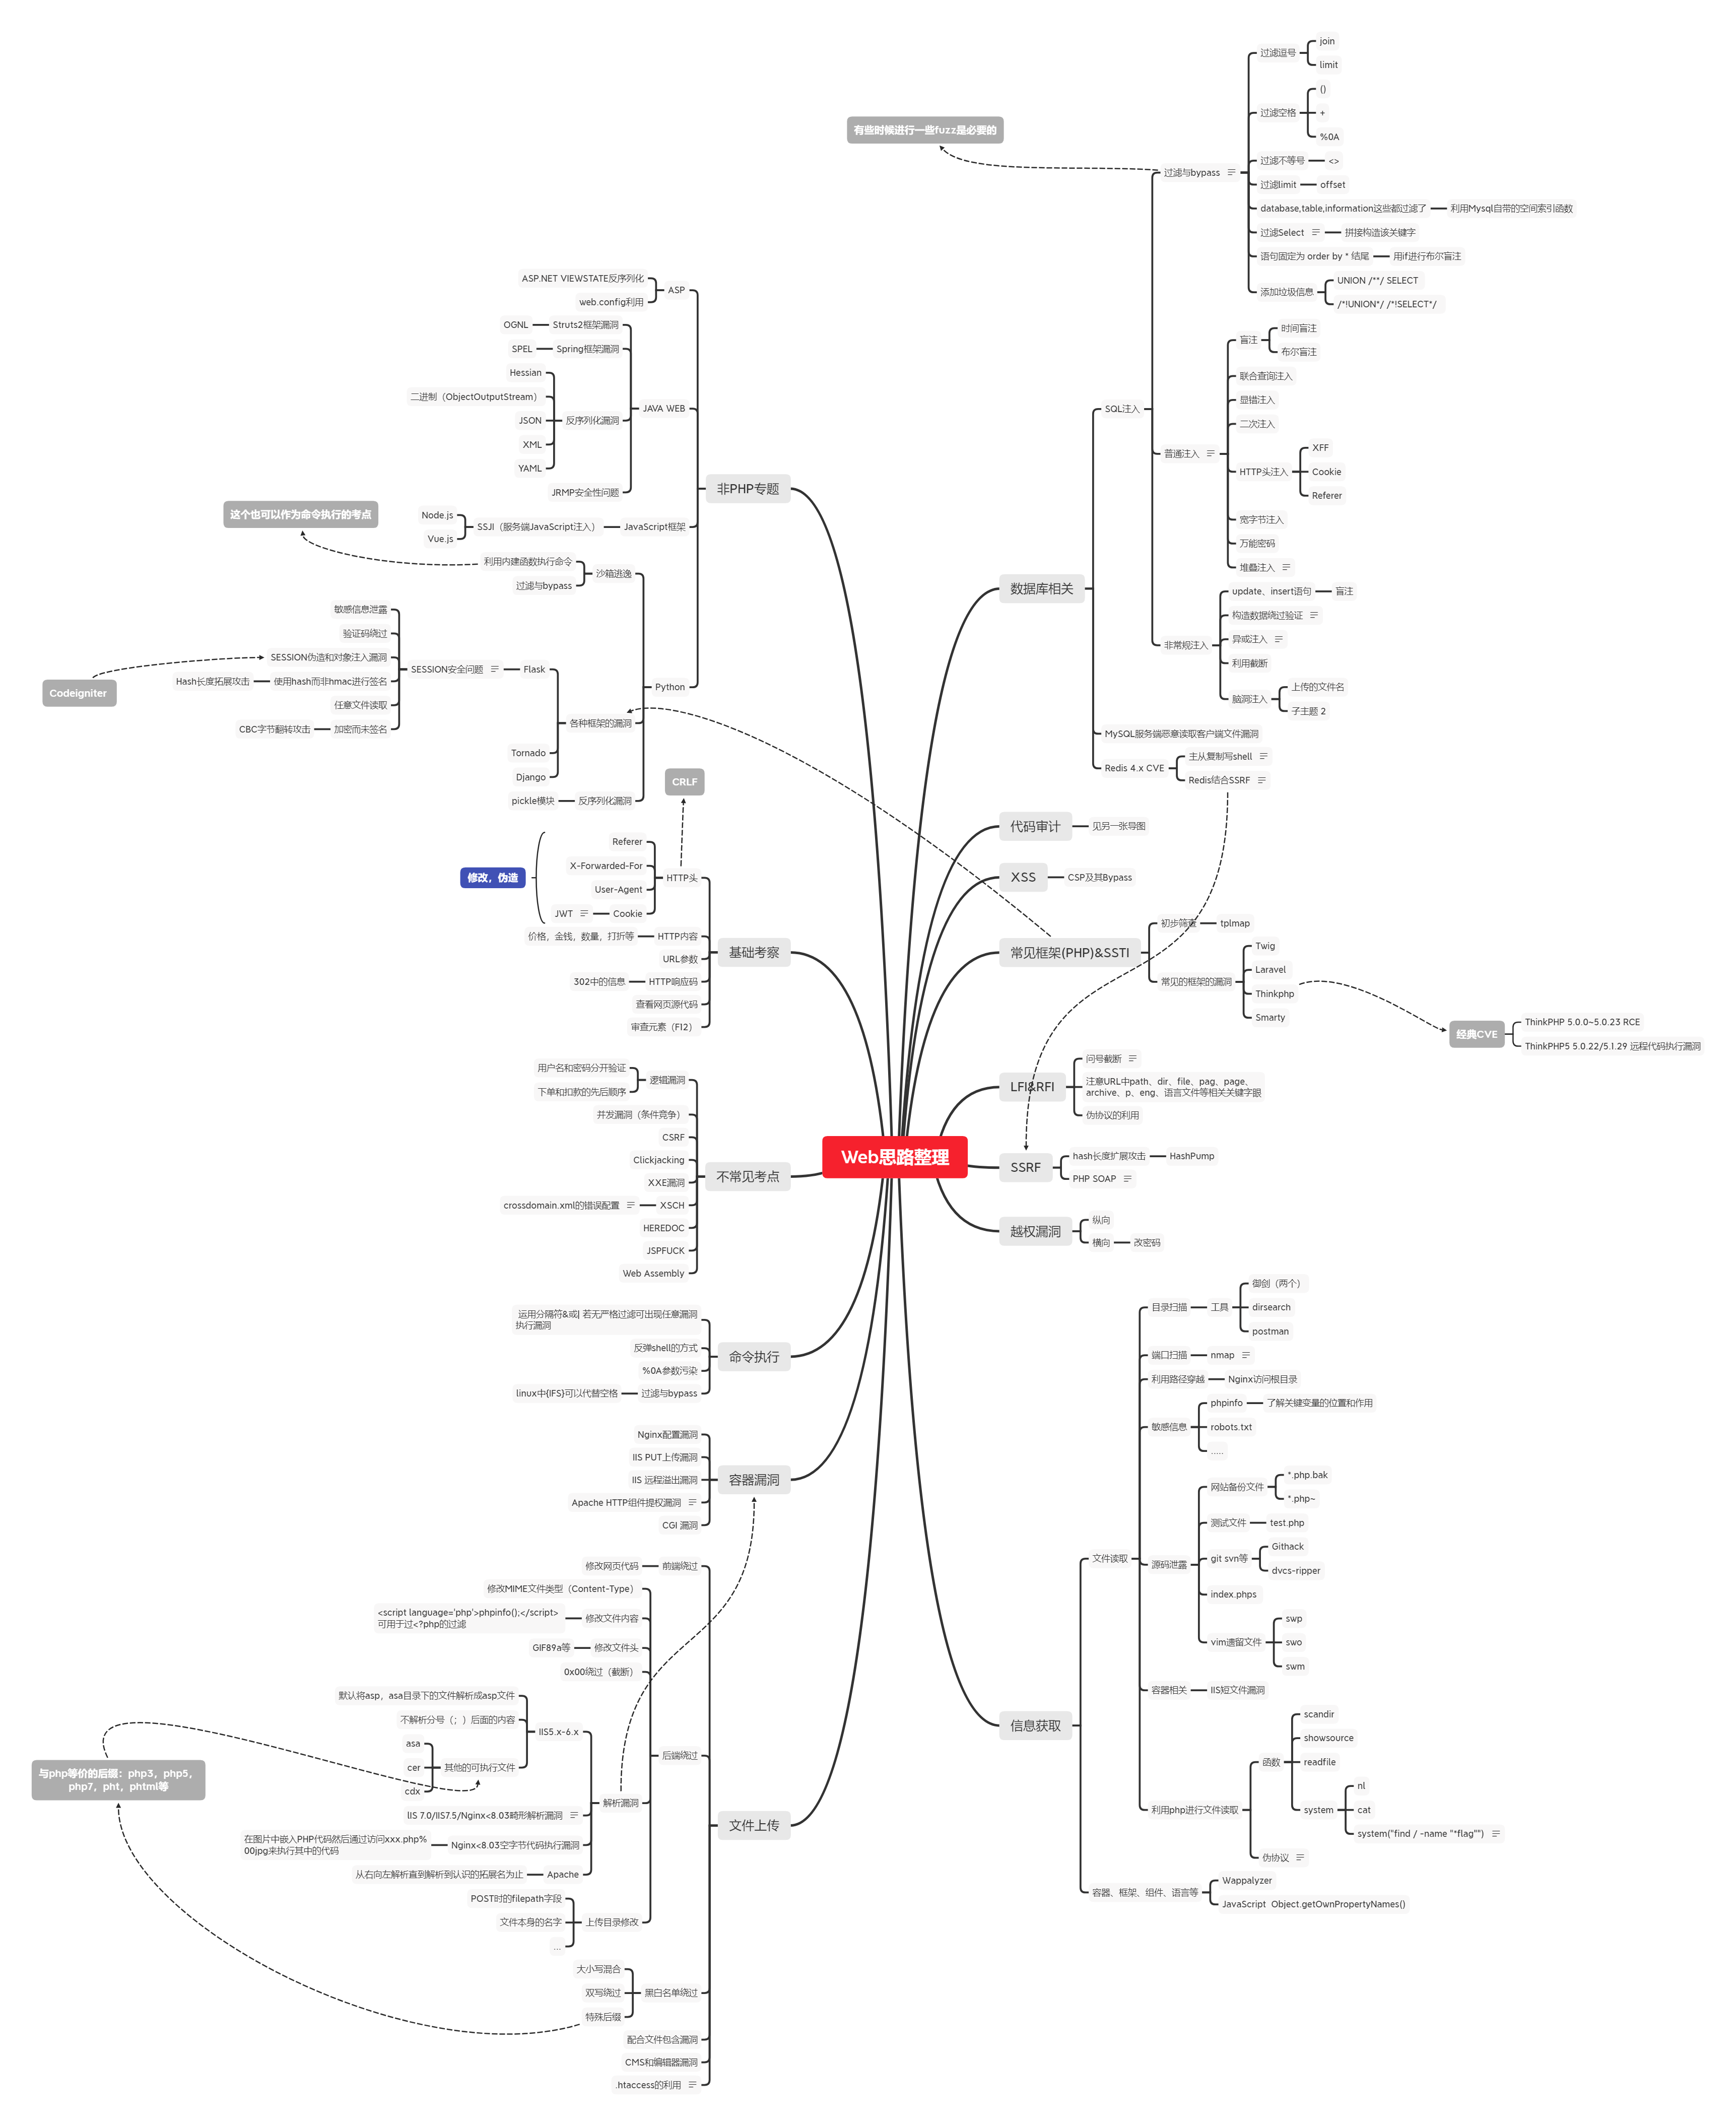 Web思路整理
数据库相关
SQL注入
过滤与bypass
有些时候进行一些fuzz是必要的
过滤逗号
join
limit
过滤空格
()
+
%0A
过滤不等号
<>
过滤limit
offset
database,table,information这些都过滤了
利用Mysql自带的空间索引函数
过滤Select
拼接构造该关键字
语句固定为 order by * 结尾
用if进行布尔盲注
添加垃圾信息
UNION /**/ SELECT
/*!UNION*/ /*!SELECT*/
普通注入
盲注
时间盲注
布尔盲注
联合查询注入
显错注入
二次注入
HTTP头注入
XFF
Cookie
Referer
宽字节注入
万能密码
堆叠注入
非常规注入
update、insert语句
盲注
构造数据绕过验证
异或注入
利用截断
脑洞注入
上传的文件名
子主题 2
MySQL服务端恶意读取客户端文件漏洞
Redis 4.x CVE
主从复制写shell
Redis结合SSRF
代码审计
见另一张导图
XSS
CSP及其Bypass
常见框架(PHP)&SSTI
初步筛查
tplmap
常见的框架的漏洞
Twig
Laravel
Thinkphp
Smarty
经典CVE
ThinkPHP 5.0.0~5.0.23 RCE
ThinkPHP5 5.0.22/5.1.29 远程代码执行漏洞
LFI&RFI
问号截断
注意URL中path、dir、file、pag、page、
archive、p、eng、语言文件等相关关键字眼
伪协议的利用
SSRF
hash长度扩展攻击
HashPump
PHP SOAP
越权漏洞
纵向
横向
改密码
信息获取
文件读取
目录扫描
工具
御剑（两个）
dirsearch
postman
端口扫描
nmap
利用路径穿越
Nginx访问根目录
敏感信息
phpinfo
了解关键变量的位置和作用
robots.txt
.....
源码泄露
网站备份文件
*.php.bak
*.php~
测试文件
test.php
git svn等
Githack
dvcs-ripper
index.phps
vim遗留文件
swp
swo
swm
容器相关
IIS短文件漏洞
利用php进行文件读取
函数
scandir
showsource
readfile
system
nl
cat
system("find / -name "*flag"")
伪协议
容器、框架、组件、语言等
Wappalyzer
JavaScript Object.getOwnPropertyNames()
非PHP专题
ASP
ASP.NET VIEWSTATE反序列化
web.config利用
JAVA WEB
Struts2框架漏洞
OGNL
Spring框架漏洞
SPEL
反序列化漏洞
Hessian
二进制（ObjectOutputStream）
JSON
XML
YAML
JRMP安全性问题
JavaScript框架
SSJI（服务端JavaScript注入）
Node.js
Vue.js
Python
沙箱逃逸
利用内建函数执行命令
过滤与bypass
这个也可以作为命令执行的考点
各种框架的漏洞
Flask
SESSION安全问题
敏感信息泄露
验证码绕过
SESSION伪造和对象注入漏洞
Codeigniter
使用hash而非hmac进行签名
Hash长度拓展攻击
任意文件读取
加密而未签名
CBC字节翻转攻击
Tornado
Django
反序列化漏洞
pickle模块
基础考察
HTTP头
CRLF
Referer
X-Forwarded-For
User-Agent
Cookie
JWT
修改，伪造
HTTP内容
价格，金钱，数量，打折等
URL参数
HTTP响应码
302中的信息
查看网页源代码
审查元素（F12）
不常见考点
逻辑漏洞
用户名和密码分开验证
下单和扣款的先后顺序
并发漏洞（条件竞争）
CSRF
Clickjacking
XXE漏洞
XSCH
crossdomain.xml的错误配置
HEREDOC
JSPFUCK
Web Assembly
命令执行
运用分隔符&或| 若无严格过滤可出现任意漏洞
执行漏洞
反弹shell的方式
%0A参数污染
过滤与bypass
linux中{IFS}可以代替空格
容器漏洞
Nginx配置漏洞
IIS PUT上传漏洞
IIS 远程溢出漏洞
Apache HTTP组件提权漏洞
CGI 漏洞
文件上传
前端绕过
修改网页代码
后端绕过
修改MIME文件类型（Content-Type）
修改文件内容
<script language='php'>phpinfo();</script>
可用于过<?php的过滤
修改文件头
GIF89a等
0x00绕过（截断）
解析漏洞
IIS5.x-6.x
默认将asp，asa目录下的文件解析成asp文件
不解析分号（；）后面的内容
其他的可执行文件
asa
cer
cdx
IIS 7.0/IIS7.5/Nginx<8.03畸形解析漏洞
Nginx<8.03空字节代码执行漏洞
在图片中嵌入PHP代码然后通过访问xxx.php%
00jpg来执行其中的代码
Apache
从右向左解析直到解析到认识的拓展名为止
上传目录修改
POST时的filepath字段
文件本身的名字
...
黑白名单绕过
大小写混合
双写绕过
特殊后缀
与php等价的后缀：php3，php5，
php7，pht，phtml等
配合文件包含漏洞
CMS和编辑器漏洞
.htaccess的利用